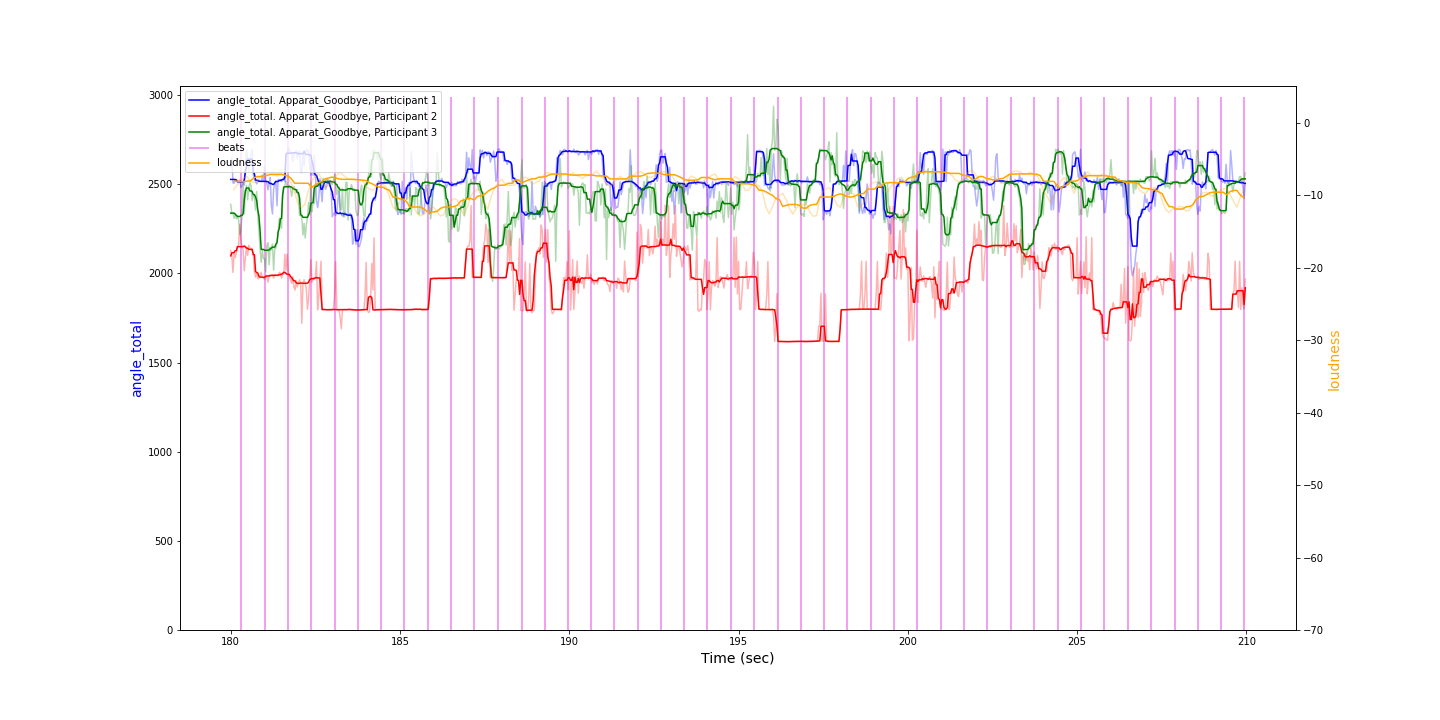 angle_total. Apparat_Goodbye, Participant 1
angle_total. Apparat_Goodbye, Participant 2
angle_total. Apparat_Goodbye, Participant 3
beats
loudness
3000
2500
2000
1500
1000
500
0
angle_total
180
185
190
195
200
205
210
Time (sec)
0
−10
−20
−30
−40
−50
−60
−70
loudness